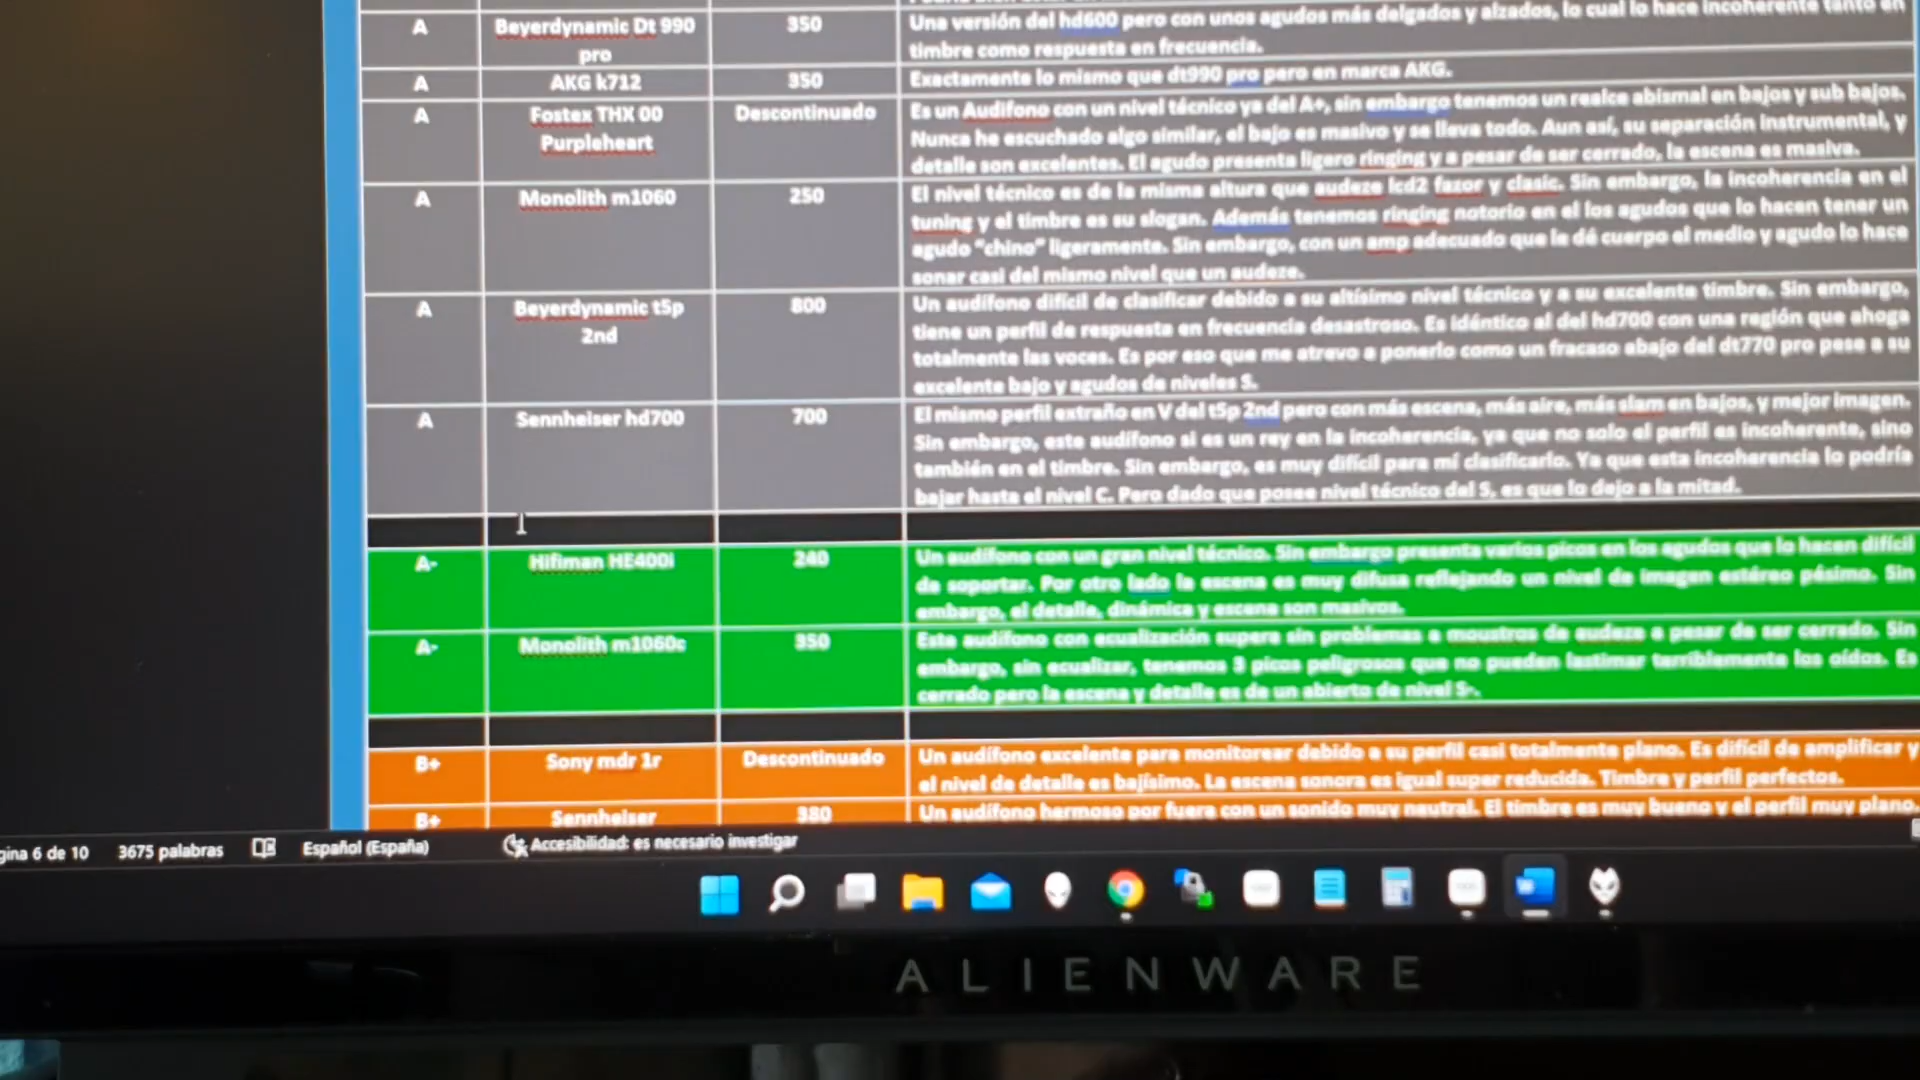 A Beyerdynamic Dt 990 pro 350 Una versión del hd600 pero con unos agudos más delgados y alzados, lo cual lo hace incoherente tanto en
timbre como respuesta en frecuencia.
A AKG k712 350 Exactamente lo mismo que dt990 pro pero en marca AKG.
A Fostex THX 00 Purpleheart Descontinuado Es un Audífono con un nivel técnico ya del A+, sin embargo tenemos un realce abismal en bajos y sub bajos.
Nunca he escuchado algo similar, el bajo es masivo y se lleva todo. Aun así, su separación instrumental, y
detalle son excelentes. El agudo presenta ligero ringing y a pesar de ser cerrado, la escena es masiva.
A Monolith m1060 250 El nivel técnico es de la misma altura que audeze lcd2 fazor y clasic. Sin embargo, la incoherencia en el
tuning y el timbre es su slogan. Además tenemos ringing notorio en el los agudos que lo hacen tener un
agudo "chino" ligeramente. Sin embargo, con un amp adecuado que le dé cuerpo el medio y agudo lo hace
sonar casi del mismo nivel que un audeze.
A Beyerdynamic t5p 2nd 800 Un audífono difícil de clasificar debido a su altísimo nivel técnico y a su excelente timbre. Sin embargo,
tiene un perfil de respuesta en frecuencia desastroso. Es idéntico al del hd700 con una región que ahoga
totalmente las voces. Es por eso que me atrevo a ponerlo como un fracaso abajo del dt770 pro pese a su
excelente bajo y agudos de niveles S.
A Sennheiser hd700 700 El mismo perfil extraño en V del t5p 2nd pero con más escena, más aire, más slam en bajos, y mejor imagen.
Sin embargo, este audífono si es un rey en la incoherencia, ya que no solo el perfil es incoherente, sino
también en el timbre. Sin embargo, es muy difícil para mí clasificarlo. Ya que esta incoherencia lo podría
bajar hasta el nivel C. Pero dado que posee nivel técnico del S, es que lo dejo a la mitad.
A- Hifiman HE400i 240 Un audífono con un gran nivel técnico. Sin embargo presenta varios picos en los agudos que lo hacen difícil
de soportar. Por otro lado la escena es muy difusa reflejando un nivel de imagen estéreo pésimo. Sin
embargo, el detalle, dinámica y escena son masivos.
A- Monolith m1060c 350 Este audífono con ecualización supera sin problemas a moustros de audeze a pesar de ser cerrado. Sin
embargo, sin ecualizar, tenemos 3 picos peligrosos que no pueden lastimar terriblemente los oídos. Es
cerrado pero la escena y detalle es de un abierto de nivel S-.
B+ Sony mdr 1r Descontinuado Un audífono excelente para monitorear debido a su perfil casi totalmente plano. Es difícil de amplificar y
el nivel de detalle es bajísimo. La escena sonora es igual super reducida. Timbre y perfil perfectos.
B+ Sennheiser 380 Un audífono hermoso por fuera con un sonido muy neutral. El timbre es muy bueno y el perfil muy plano.
gina 6 de 10 3675 palabras Español (España) Accesibilidad: es necesario investigar
ALIENWARE